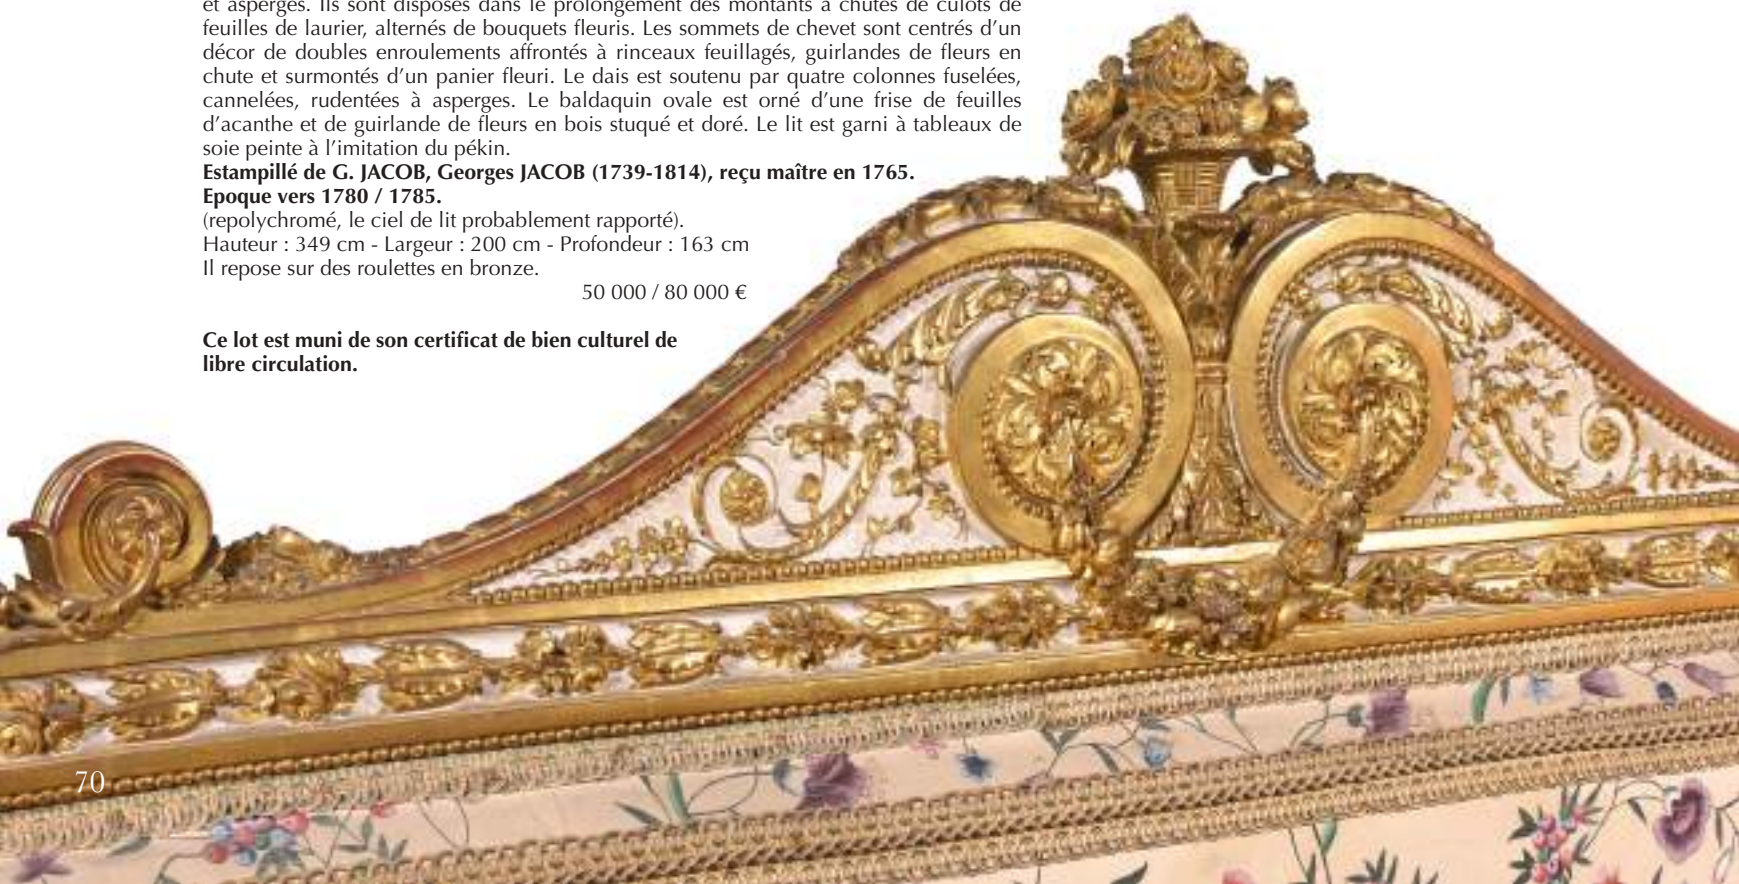 et asperges. Ils sont disposés dans le prolongement des montants à chutes de culots de
feuilles de laurier, alternés de bouquets fleuris. Les sommets de chevet sont centrés d’un
décor de doubles enroulements affrontés à rinceaux feuillagés, guirlandes de fleurs en
chute et surmontés d’un panier fleuri. Le dais est soutenu par quatre colonnes fuselées,
cannelées, rudentées à asperges. Le baldaquin ovale est orné d’une frise de feuilles
d’acanthe et de guirlande de fleurs en bois stuqué et doré. Le lit est garni à tableaux de
soie peinte à l’imitation du pékin.
Estampillé de G. JACOB, Georges JACOB (1739-1814), reçu maître en 1765.
Epoque vers 1780 / 1785.
(repolychromé, le ciel de lit probablement rapporté).
Hauteur : 349 cm - Largeur : 200 cm - Profondeur : 163 cm
Il repose sur des roulettes en bronze.
50 000 / 80 000 €
Ce lot est muni de son certificat de bien culturel de
libre circulation.
70